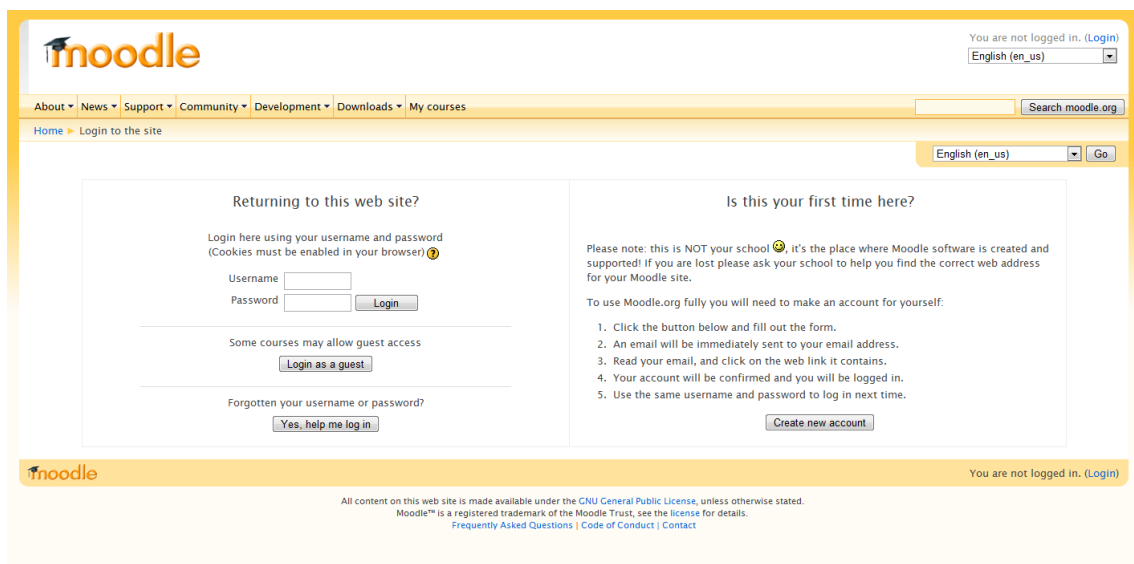 moodle
You are not logged in. (Login)
English (en_us)
About News Support Community Development Downloads My courses
Search moodle.org
Home Login to the site
English (en_us) Go
Returning to this web site?
Login here using your username and password
(Cookies must be enabled in your browser) ?
Username
Password Login
Some courses may allow guest access
Login as a guest
Forgotten your username or password?
Yes, help me log in
Is this your first time here?
Please note: this is NOT your school , it's the place where Moodle software is created and
supported! If you are lost please ask your school to help you find the correct web address
for your Moodle site.
To use Moodle.org fully you will need to make an account for yourself:
1. Click the button below and fill out the form.
2. An email will be immediately sent to your email address.
3. Read your email, and click on the web link it contains.
4. Your account will be confirmed and you will be logged in.
5. Use the same username and password to log in next time.
Create new account
moodle
You are not logged in. (Login)
All content on this web site is made available under the GNU General Public License, unless otherwise stated.
Moodle™ is a registered trademark of the Moodle Trust, see the license for details.
Frequently Asked Questions | Code of Conduct | Contact